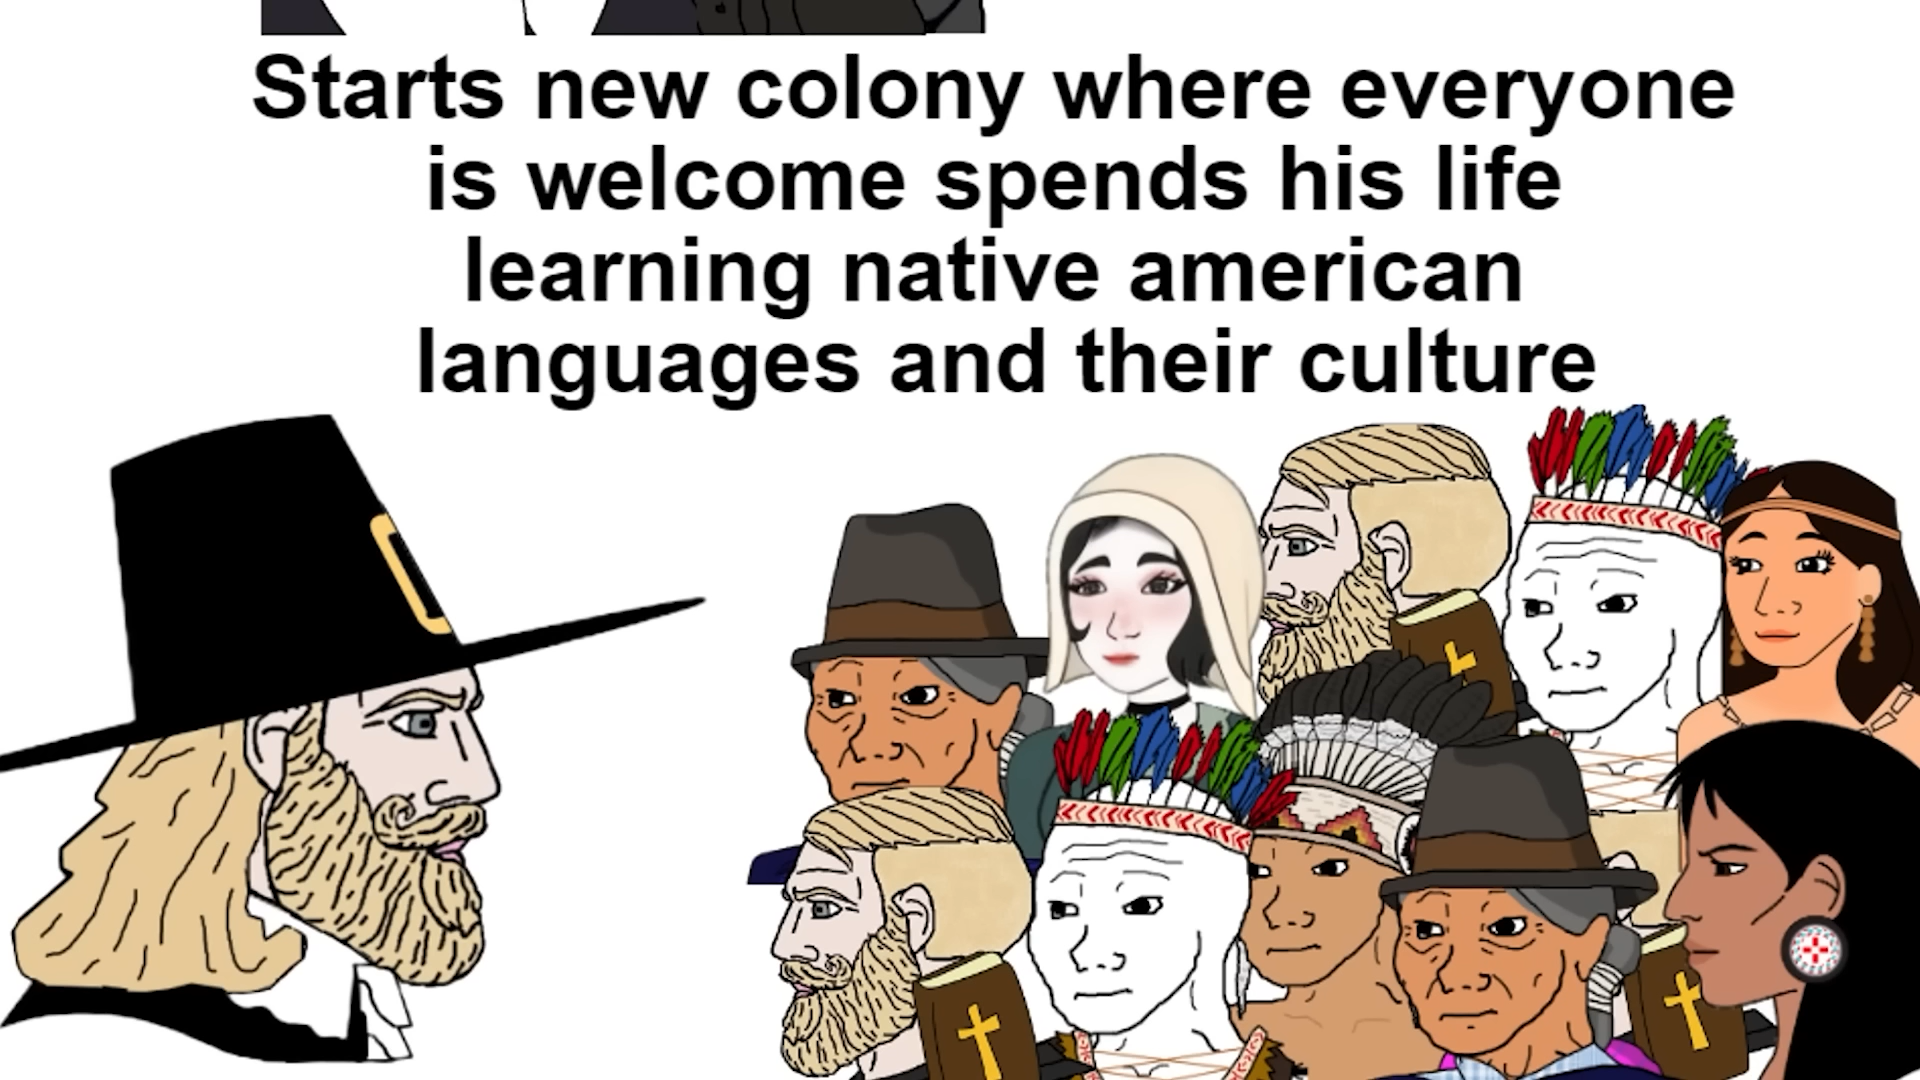 Starts new colony where everyone
is welcome spends his life
learning native american
languages and their culture